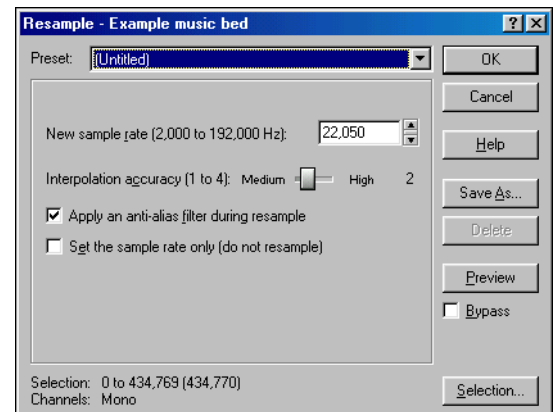 Resample - Example music bed
Preset: (Untitled)
OK
Cancel
New sample rate (2,000 to 192,000 Hz): 22,050
Help
Interpolation accuracy (1 to 4): Medium High 2
Save As...
Apply an anti-alias filter during resample
Delete
Set the sample rate only (do not resample)
Preview
Bypass
Selection: 0 to 434,769 (434,770)
Channels: Mono
Selection...